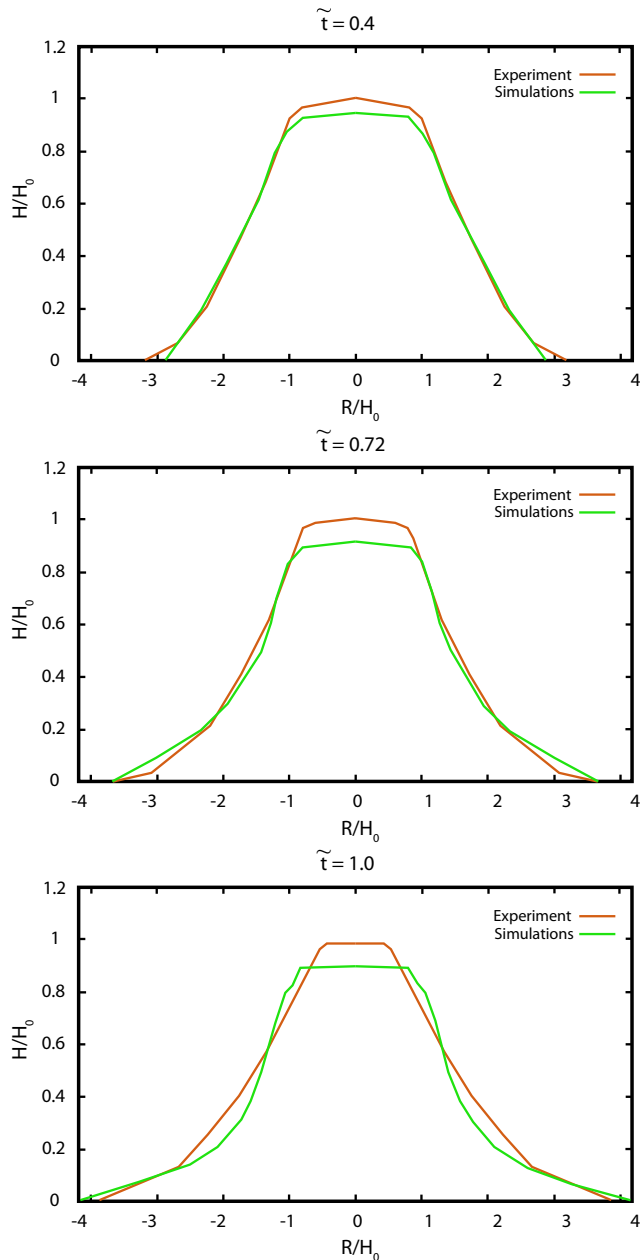 t̃ = 0.4
1.2
1
0.8
0.6
0.4
0.2
0
H/H₀
Experiment
Simulations
-4 -3 -2 -1 0 1 2 3 4
R/H₀
t̃ = 0.72
1.2
1
0.8
0.6
0.4
0.2
0
H/H₀
Experiment
Simulations
-4 -3 -2 -1 0 1 2 3 4
R/H₀
t̃ = 1.0
1.2
1
0.8
0.6
0.4
0.2
0
H/H₀
Experiment
Simulations
-4 -3 -2 -1 0 1 2 3 4
R/H₀